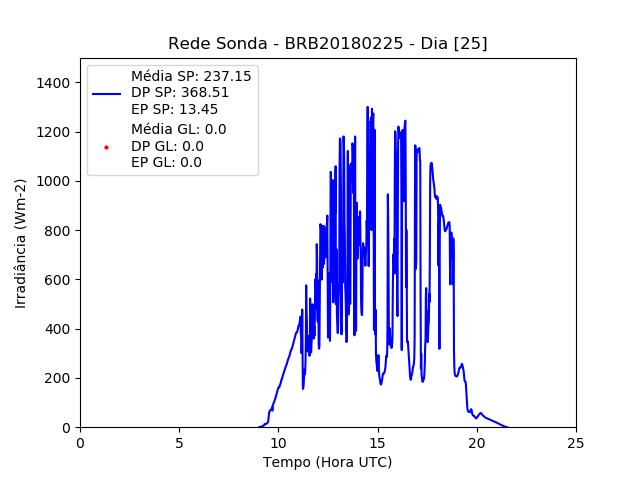 Rede Sonda - BRB20180225 - Dia [25]
Média SP: 237.15
DP SP: 368.51
EP SP: 13.45
Média GL: 0.0
DP GL: 0.0
EP GL: 0.0
Irradiância (Wm-2)
1400
1200
1000
800
600
400
200
0
0 5 10 15 20 25
Tempo (Hora UTC)